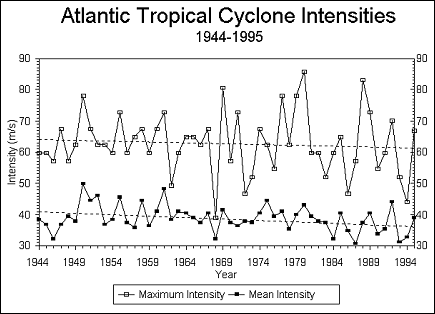 Atlantic Tropical Cyclone Intensities
1944-1995
90 90
80 80
70 70
60 60
50 50
40 40
30 30
Intensity (m/s)
1944 1949 1954 1959 1964 1969 1974 1979 1984 1989 1994
Year
Maximum Intensity Mean Intensity